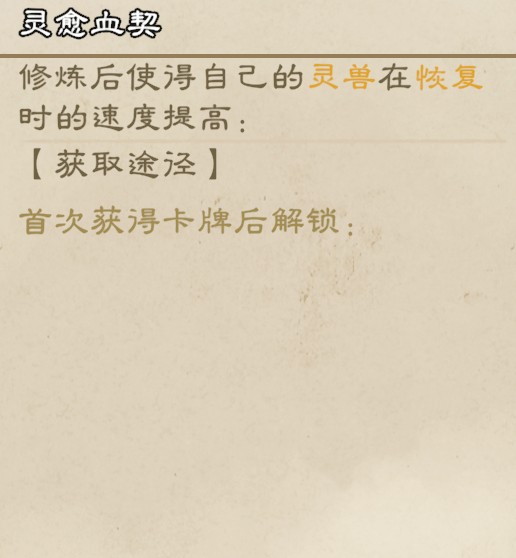 灵愈血契
修炼后使得自己的灵兽在恢复
时的速度提高：
【获取途径】
首次获得卡牌后解锁：